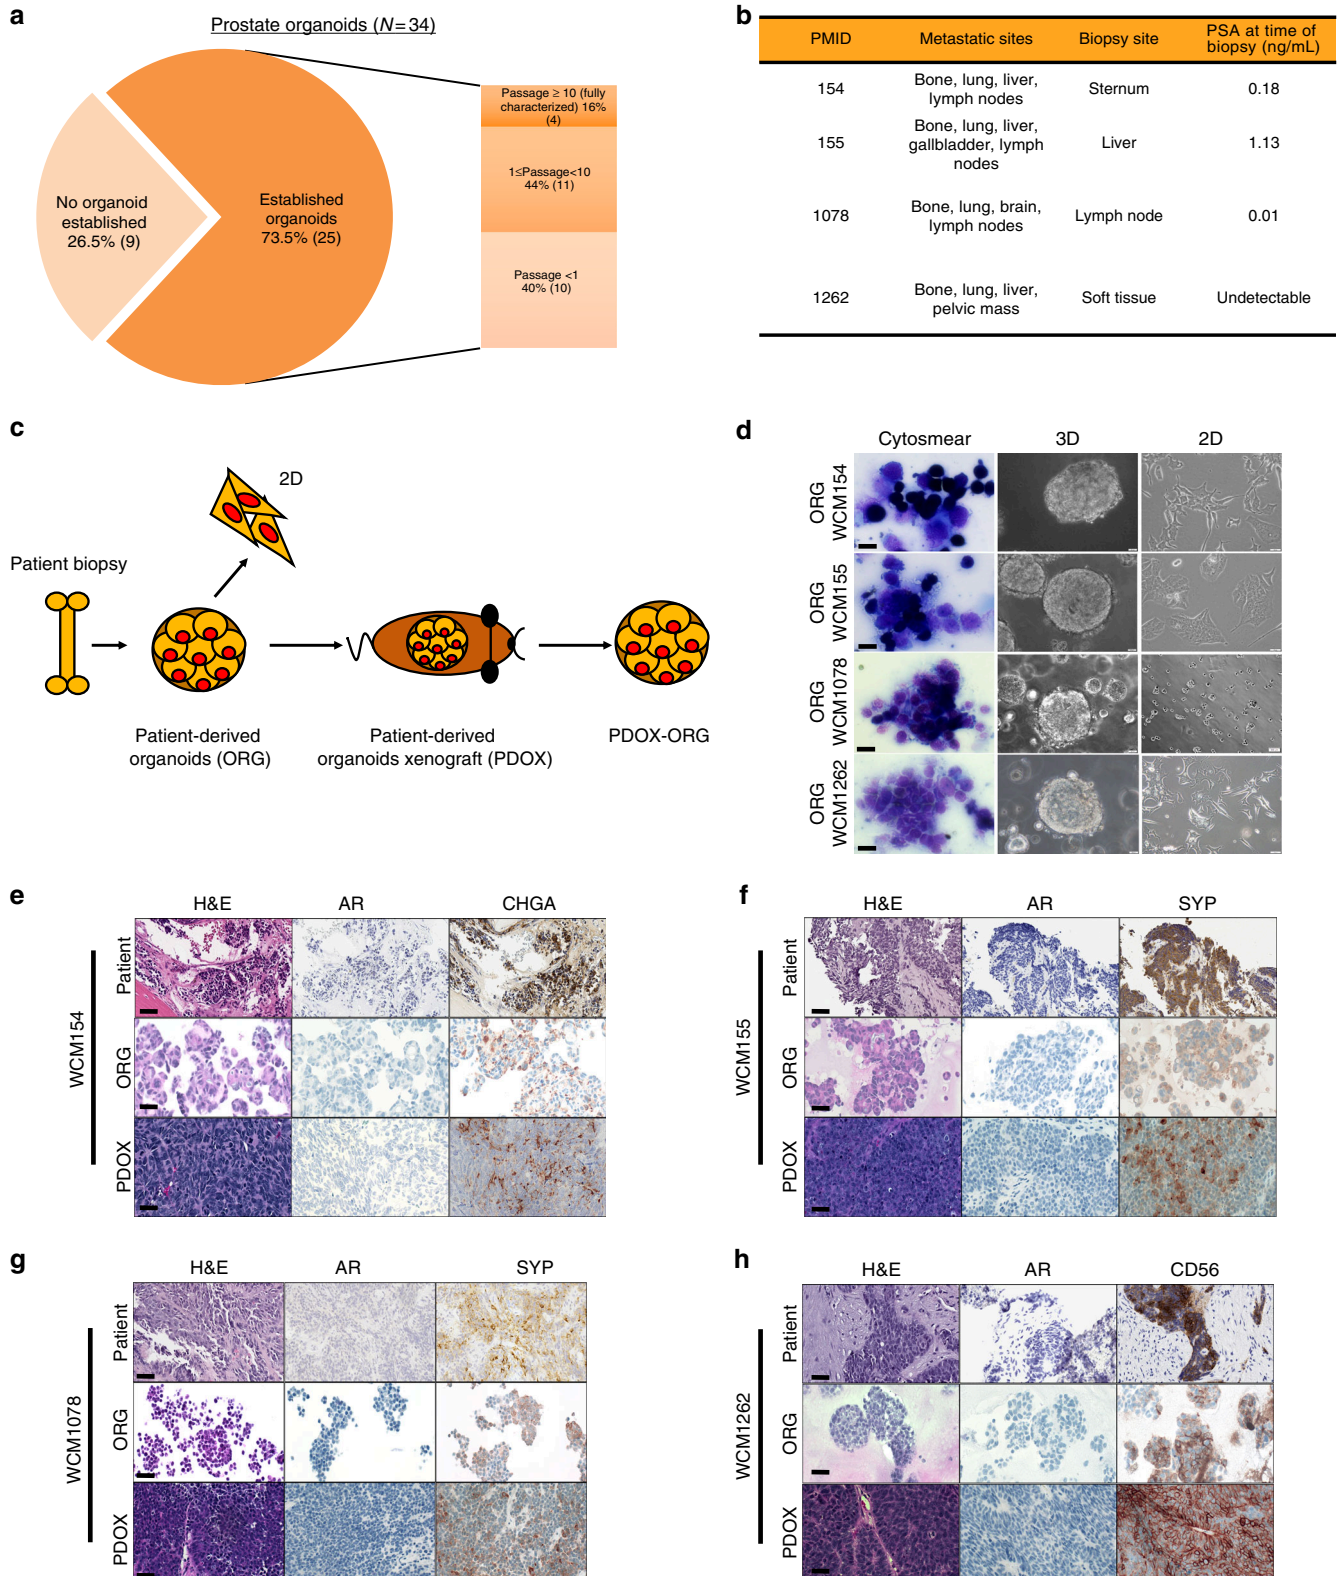 a
Prostate organoids (N=34)
No organoid
established
26.5% (9)
Established
organoids
73.5% (25)
Passage ≥ 10 (fully
characterized) 16%
(4)
1≤Passage<10
44% (11)
Passage <1
40% (10)
b
PMID Metastatic sites Biopsy site PSA at time of
biopsy (ng/mL)
154 Bone, lung, liver,
lymph nodes Sternum 0.18
155 Bone, lung, liver,
gallbladder, lymph
nodes Liver 1.13
1078 Bone, lung, brain,
lymph nodes Lymph node 0.01
1262 Bone, lung, liver,
pelvic mass Soft tissue Undetectable
c
2D
Patient biopsy
Patient-derived
organoids (ORG)
Patient-derived
organoids xenograft (PDOX)
PDOX-ORG
d
Cytosmear 3D 2D
ORG
WCM154
ORG
WCM155
ORG
WCM1078
ORG
WCM1262
e
H&E AR CHGA
WCM154
Patient
ORG
PDOX
f
H&E AR SYP
WCM155
Patient
ORG
PDOX
g
H&E AR SYP
WCM1078
Patient
ORG
PDOX
h
H&E AR CD56
WCM1262
Patient
ORG
PDOX